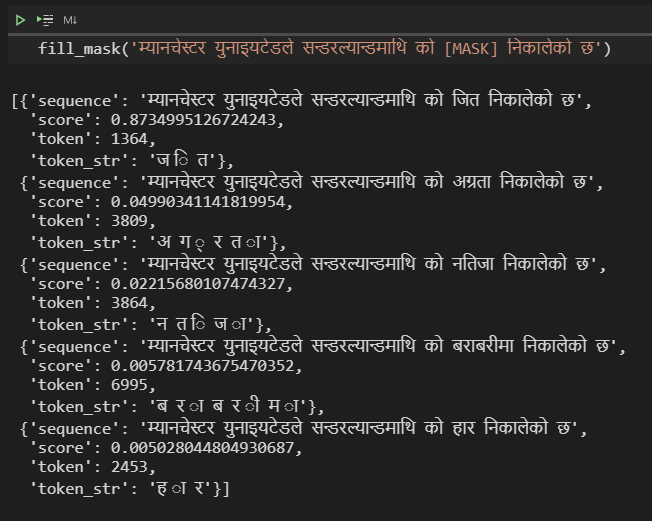 M↓
fill_mask('म्यानचेस्टर युनाइयटेडले सन्डरल्यान्डमाथि को [MASK] निकालेको छ')
[{'sequence': 'म्यानचेस्टर युनाइयटेडले सन्डरल्यान्डमाथि को जित निकालेको छ',
'score': 0.8734995126724243,
'token': 1364,
'token_str': 'ज ि त'},
{'sequence': 'म्यानचेस्टर युनाइयटेडले सन्डरल्यान्डमाथि को अग्रता निकालेको छ',
'score': 0.04990341141819954,
'token': 3809,
'token_str': 'अ ग ् र त ा'},
{'sequence': 'म्यानचेस्टर युनाइयटेडले सन्डरल्यान्डमाथि को नतिजा निकालेको छ',
'score': 0.02215680107474327,
'token': 3864,
'token_str': 'न त ि ज ा'},
{'sequence': 'म्यानचेस्टर युनाइयटेडले सन्डरल्यान्डमाथि को बराबरीमा निकालेको छ',
'score': 0.005781743675470352,
'token': 6995,
'token_str': 'ब र ा ब र ी म ा'},
{'sequence': 'म्यानचेस्टर युनाइयटेडले सन्डरल्यान्डमाथि को हार निकालेको छ',
'score': 0.005028044804930687,
'token': 2453,
'token_str': 'ह ा र'}]